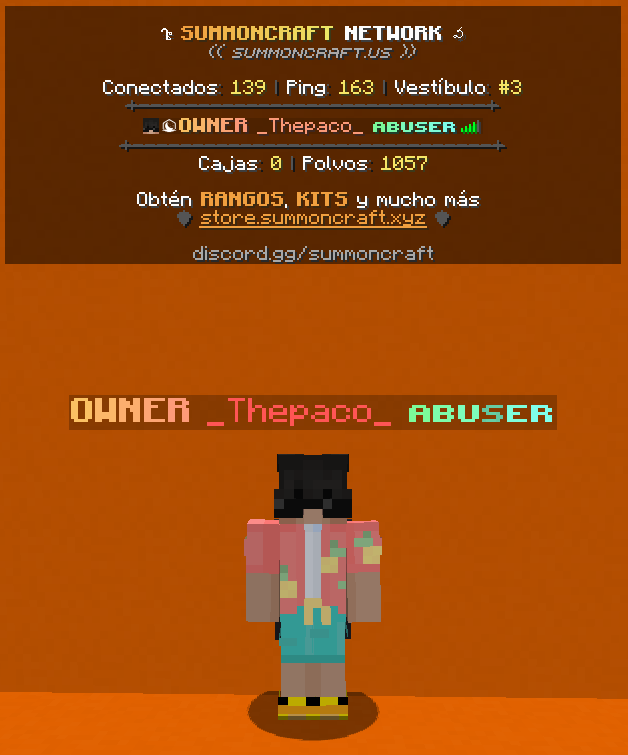 SUMMONCRAFT NETWORK
(( SUMMONCRAFT.US ))
Conectados: 139 | Ping: 163 | Vestíbulo: #3
OWNER _Thepaco_ ABUSER
Cajas: 0 | Polvos: 1057
Obtén RANGOS, KITS y mucho más
store.summoncraft.xyz
discord.gg/summoncraft
OWNER _Thepaco_ ABUSER